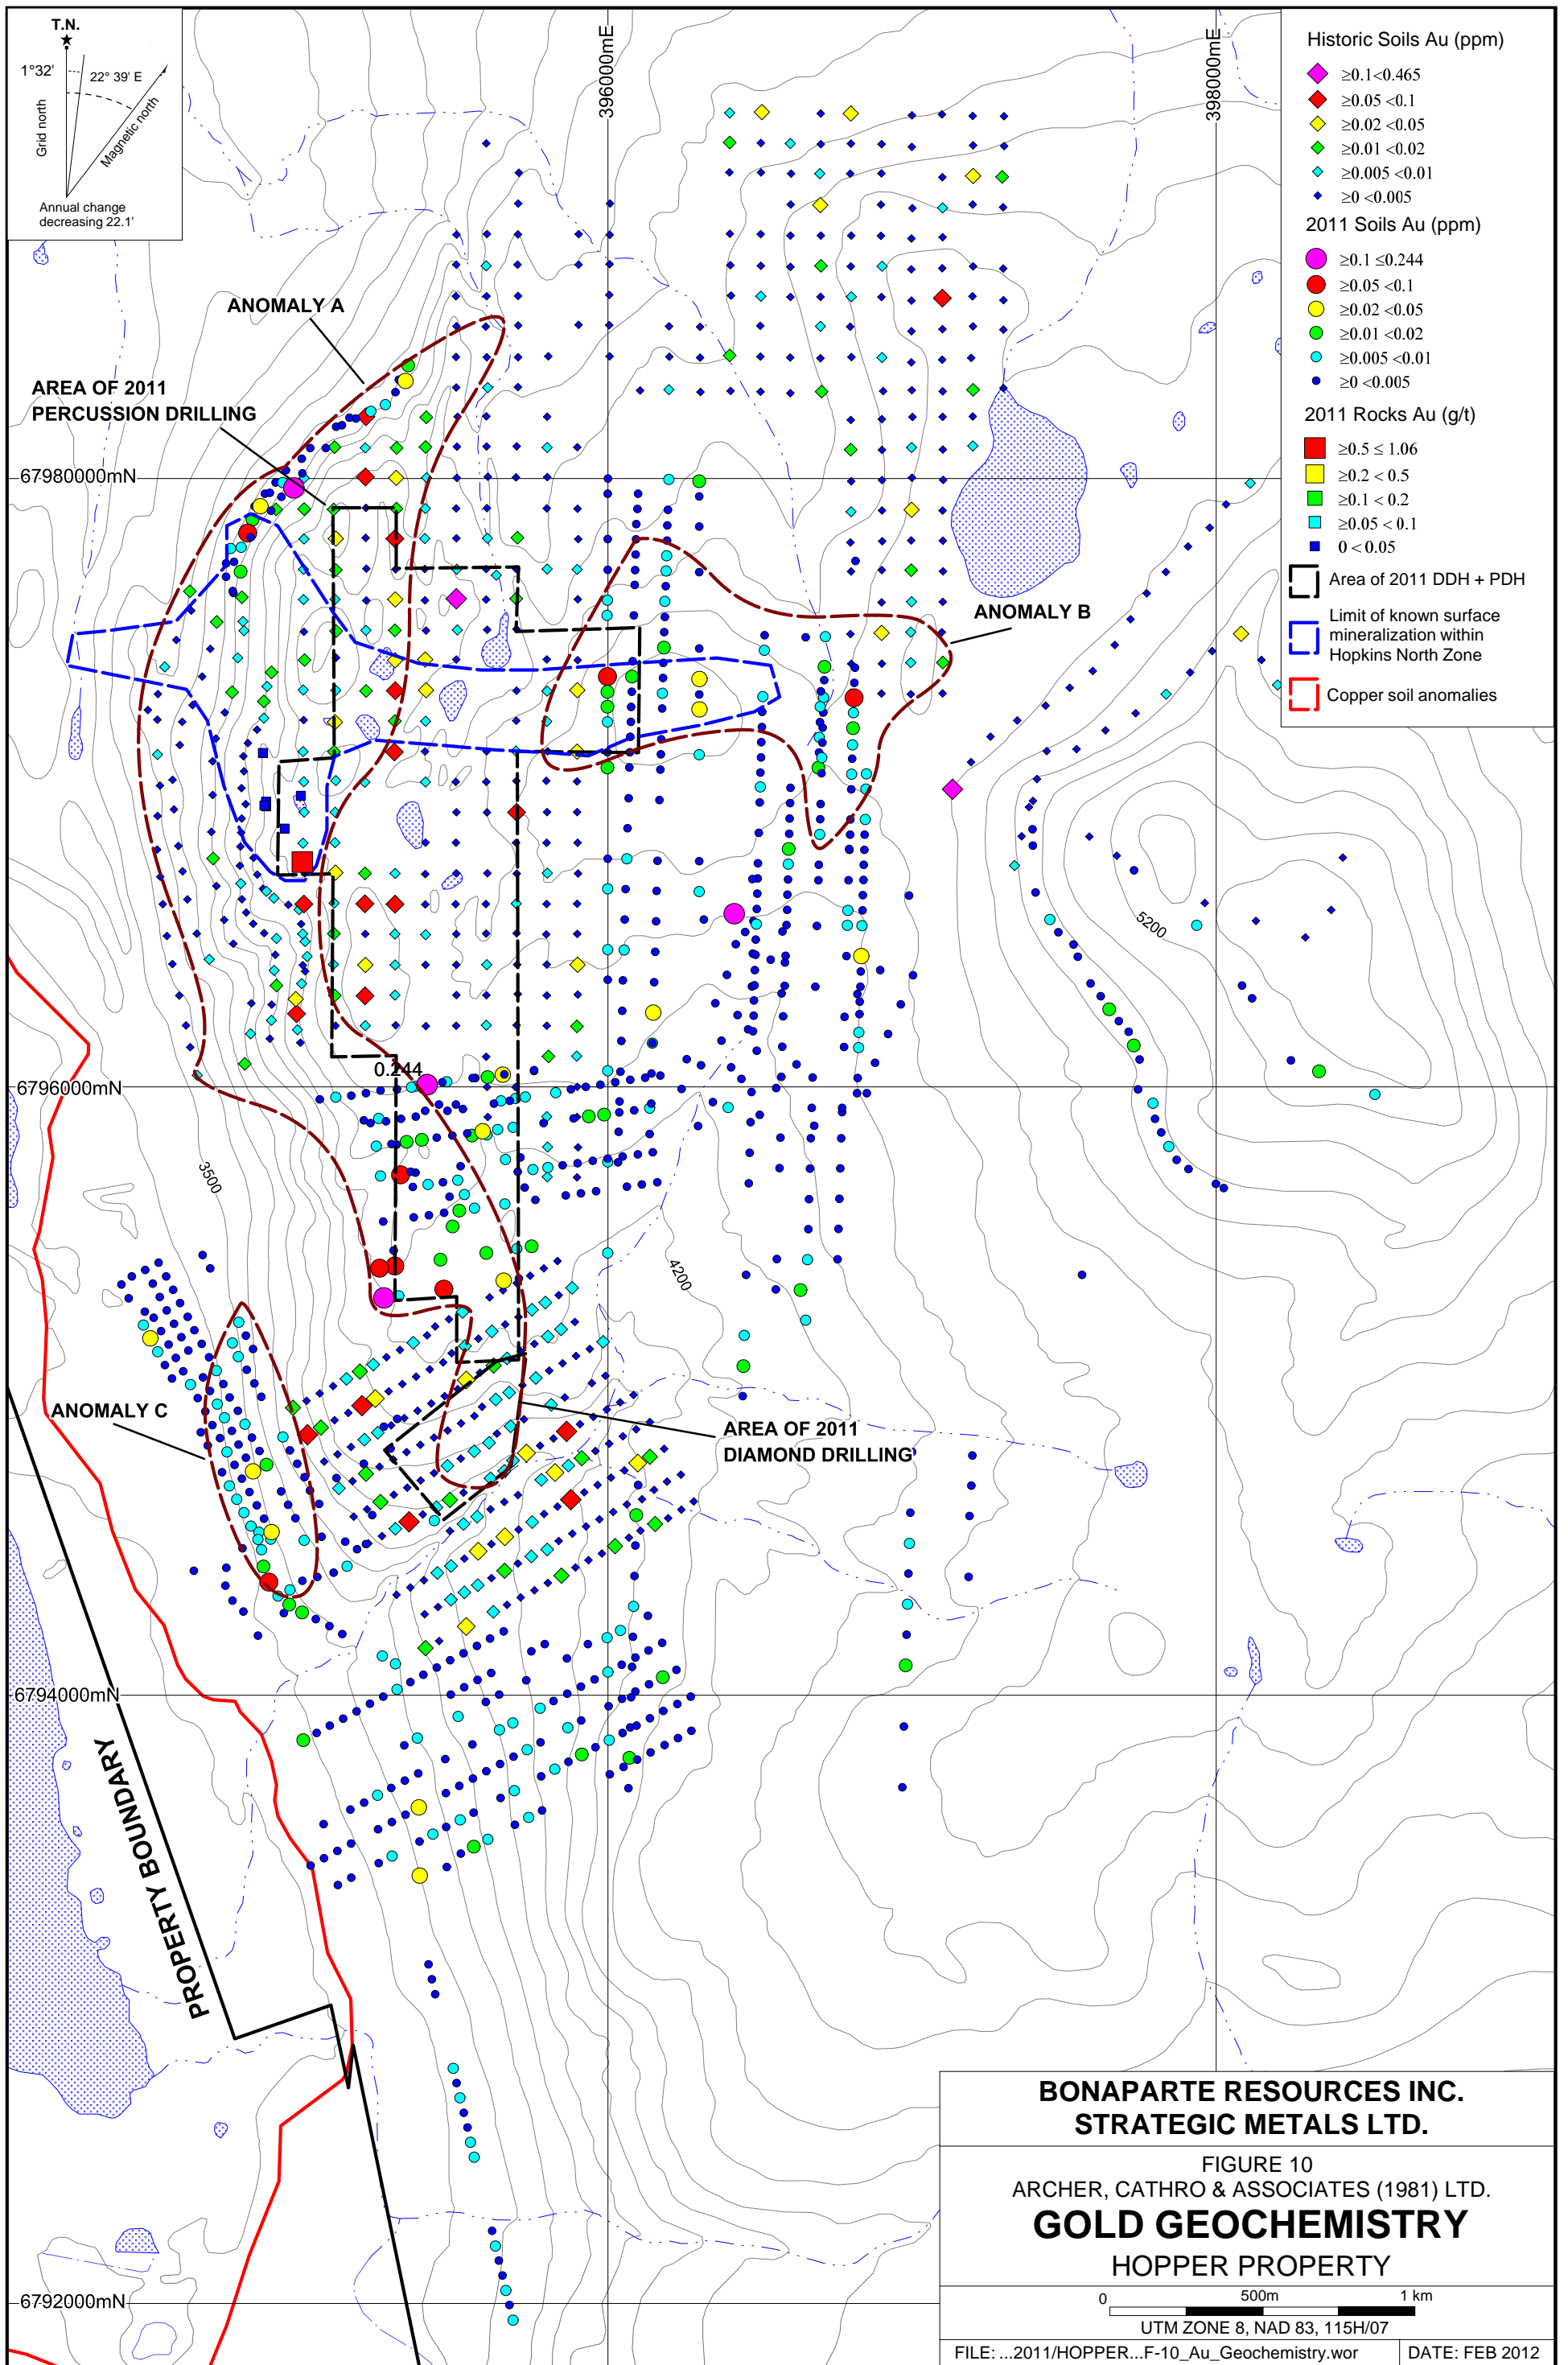 T.N.
1°32'
22° 39' E
Grid north
Magnetic north
Annual change
decreasing 22.1'
396000mE
398000mE
Historic Soils Au (ppm)
≥0.1<0.465
≥0.05 <0.1
≥0.02 <0.05
≥0.01 <0.02
≥0.005 <0.01
≥0 <0.005
2011 Soils Au (ppm)
≥0.1 ≤0.244
≥0.05 <0.1
≥0.02 <0.05
≥0.01 <0.02
≥0.005 <0.01
≥0 <0.005
2011 Rocks Au (g/t)
≥0.5 ≤ 1.06
≥0.2 < 0.5
≥0.1 < 0.2
≥0.05 < 0.1
0 < 0.05
Area of 2011 DDH + PDH
Limit of known surface
mineralization within
Hopkins North Zone
Copper soil anomalies
ANOMALY A
AREA OF 2011
PERCUSSION DRILLING
67980000mN
ANOMALY B
5200
0.244
6796000mN
3500
4200
ANOMALY C
AREA OF 2011
DIAMOND DRILLING
6794000mN
PROPERTY BOUNDARY
6792000mN
BONAPARTE RESOURCES INC.
STRATEGIC METALS LTD.
FIGURE 10
ARCHER, CATHRO & ASSOCIATES (1981) LTD.
GOLD GEOCHEMISTRY
HOPPER PROPERTY
0 500m 1 km
UTM ZONE 8, NAD 83, 115H/07
FILE: ...2011/HOPPER...F-10_Au_Geochemistry.wor DATE: FEB 2012